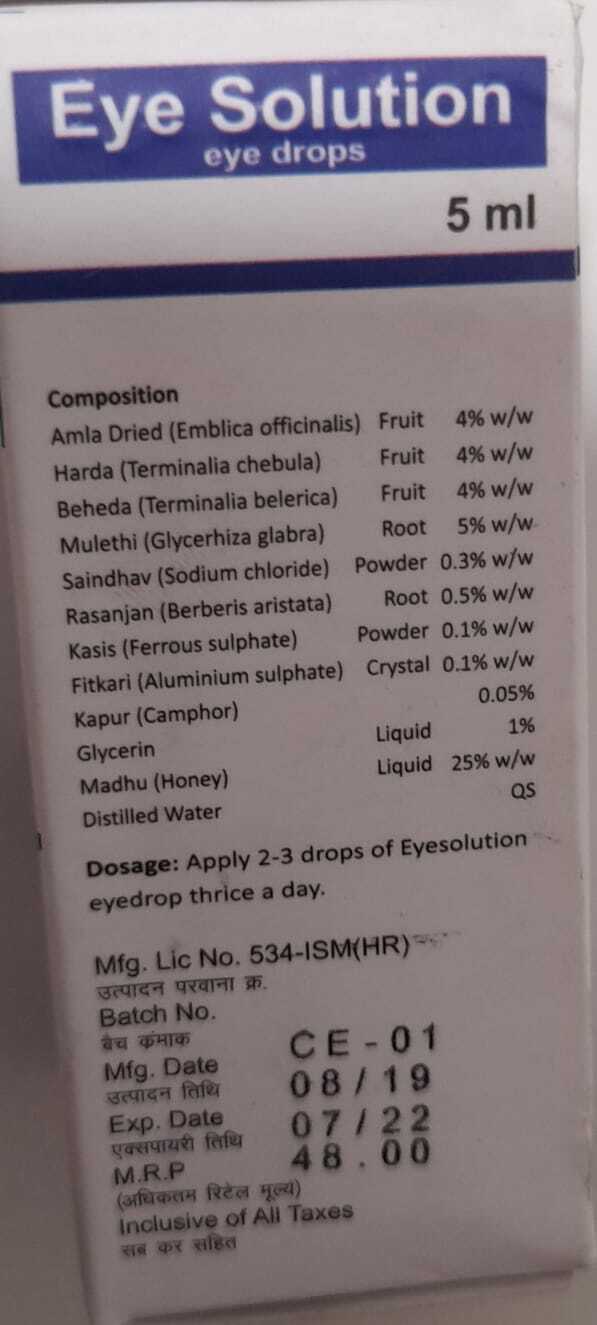 Eye Solution
eye drops
5 ml
Composition
Amla Dried (Emblica officinalis) Fruit 4% w/w
Harda (Terminalia chebula) Fruit 4% w/w
Beheda (Terminalia belerica) Fruit 4% w/w
Mulethi (Glycerhiza glabra) Root 5% w/w
Saindhav (Sodium chloride) Powder 0.3% w/w
Rasanjan (Berberis aristata) Root 0.5% w/w
Kasis (Ferrous sulphate) Powder 0.1% w/w
Fitkari (Aluminium sulphate) Crystal 0.1% w/w
Kapur (Camphor) 0.05%
Glycerin Liquid 1%
Madhu (Honey) Liquid 25% w/w
Distilled Water QS
Dosage: Apply 2-3 drops of Eyesolution
eyedrop thrice a day.
Mfg. Lic No. 534-ISM(HR)
उत्पादन परवाना क्र.
Batch No.
बैच कंमाक CE-01
Mfg. Date
उत्पादन तिथि 08/19
Exp. Date
एक्सपायरी तिथि 07/22
M.R.P 48.00
(अधिकतम रिटेल मूल्य)
Inclusive of All Taxes
सब कर सहित